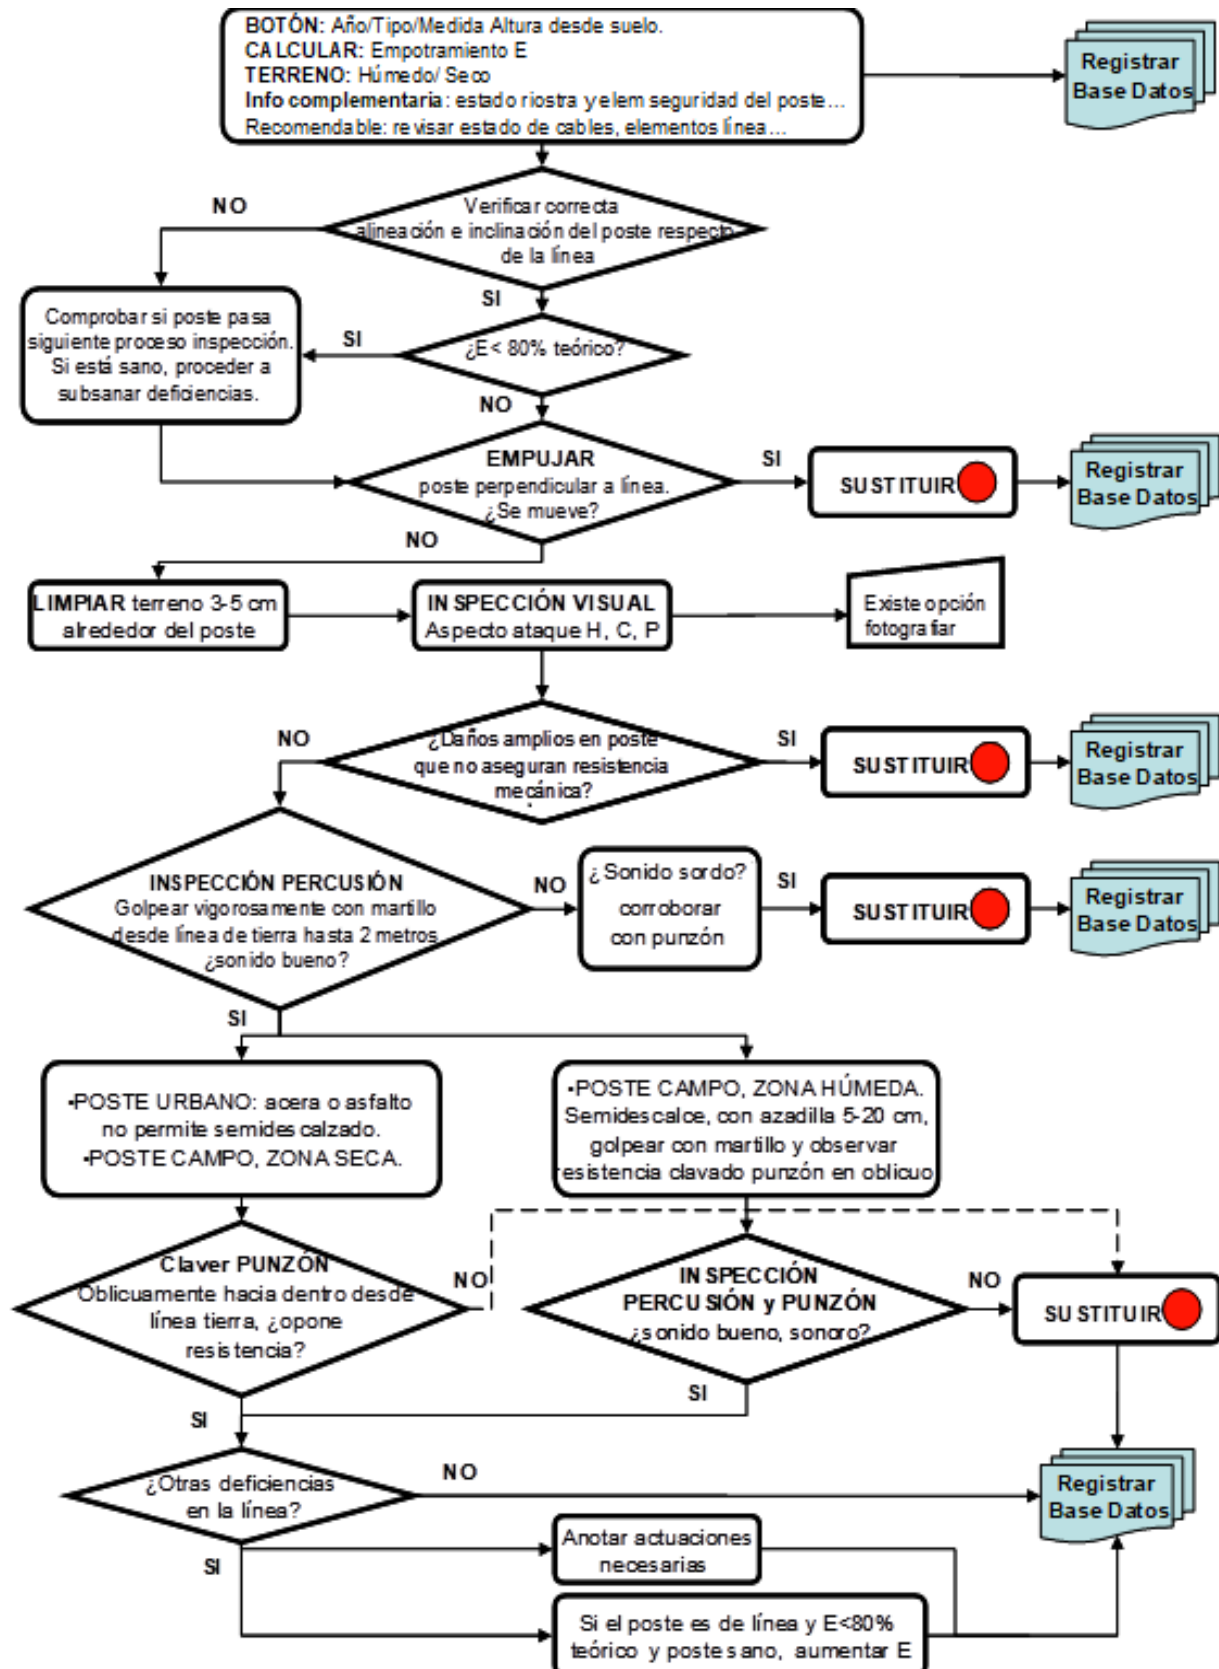 BOTÓN: Año/Tipo/Medida Altura desde suelo.
CALCULAR: Empotramiento E
TERRENO: Húmedo/ Seco
Info complementaria: estado riostra y elem seguridad del poste...
Recomendable: revisar estado de cables, elementos línea...
Registrar
Base Datos
Verificar correcta
alineación e inclinación del poste respecto
de la línea
NO
SI
Comprobar si poste pasa
siguiente proceso inspección.
Si está sano, proceder a
subsanar deficiencias.
SI
¿E< 80% teórico?
NO
EMPUJAR
poste perpendicular a línea.
¿Se mueve?
SI
SUSTITUIR
Registrar
Base Datos
NO
LIMPIAR terreno 3-5 cm
alrededor del poste
INSPECCIÓN VISUAL
Aspecto ataque H, C, P
Existe opción
fotografiar
NO
¿Daños amplios en poste
que no aseguran resistencia
mecánica?
SI
SUSTITUIR
Registrar
Base Datos
INSPECCIÓN PERCUSIÓN
Golpear vigorosamente con martillo
desde línea de tierra hasta 2 metros
¿sonido bueno?
NO
¿Sonido sordo?
corroborar
con punzón
SI
SUSTITUIR
Registrar
Base Datos
SI
•POSTE URBANO: acera o asfalto
no permite semidescalzado.
•POSTE CAMPO, ZONA SECA.
•POSTE CAMPO, ZONA HÚMEDA.
Semidescalce, con azadilla 5-20 cm,
golpear con martillo y observar
resistencia clavado punzón en oblicuo
Claver PUNZÓN
Oblicuamente hacia dentro desde
línea tierra, ¿opone
resistencia?
NO
INSPECCIÓN
PERCUSIÓN y PUNZÓN
¿sonido bueno, sonoro?
NO
SUSTITUIR
SI
SI
¿Otras deficiencias
en la línea?
NO
Registrar
Base Datos
SI
Anotar actuaciones
necesarias
Si el poste es de línea y E<80%
teórico y poste sano, aumentar E